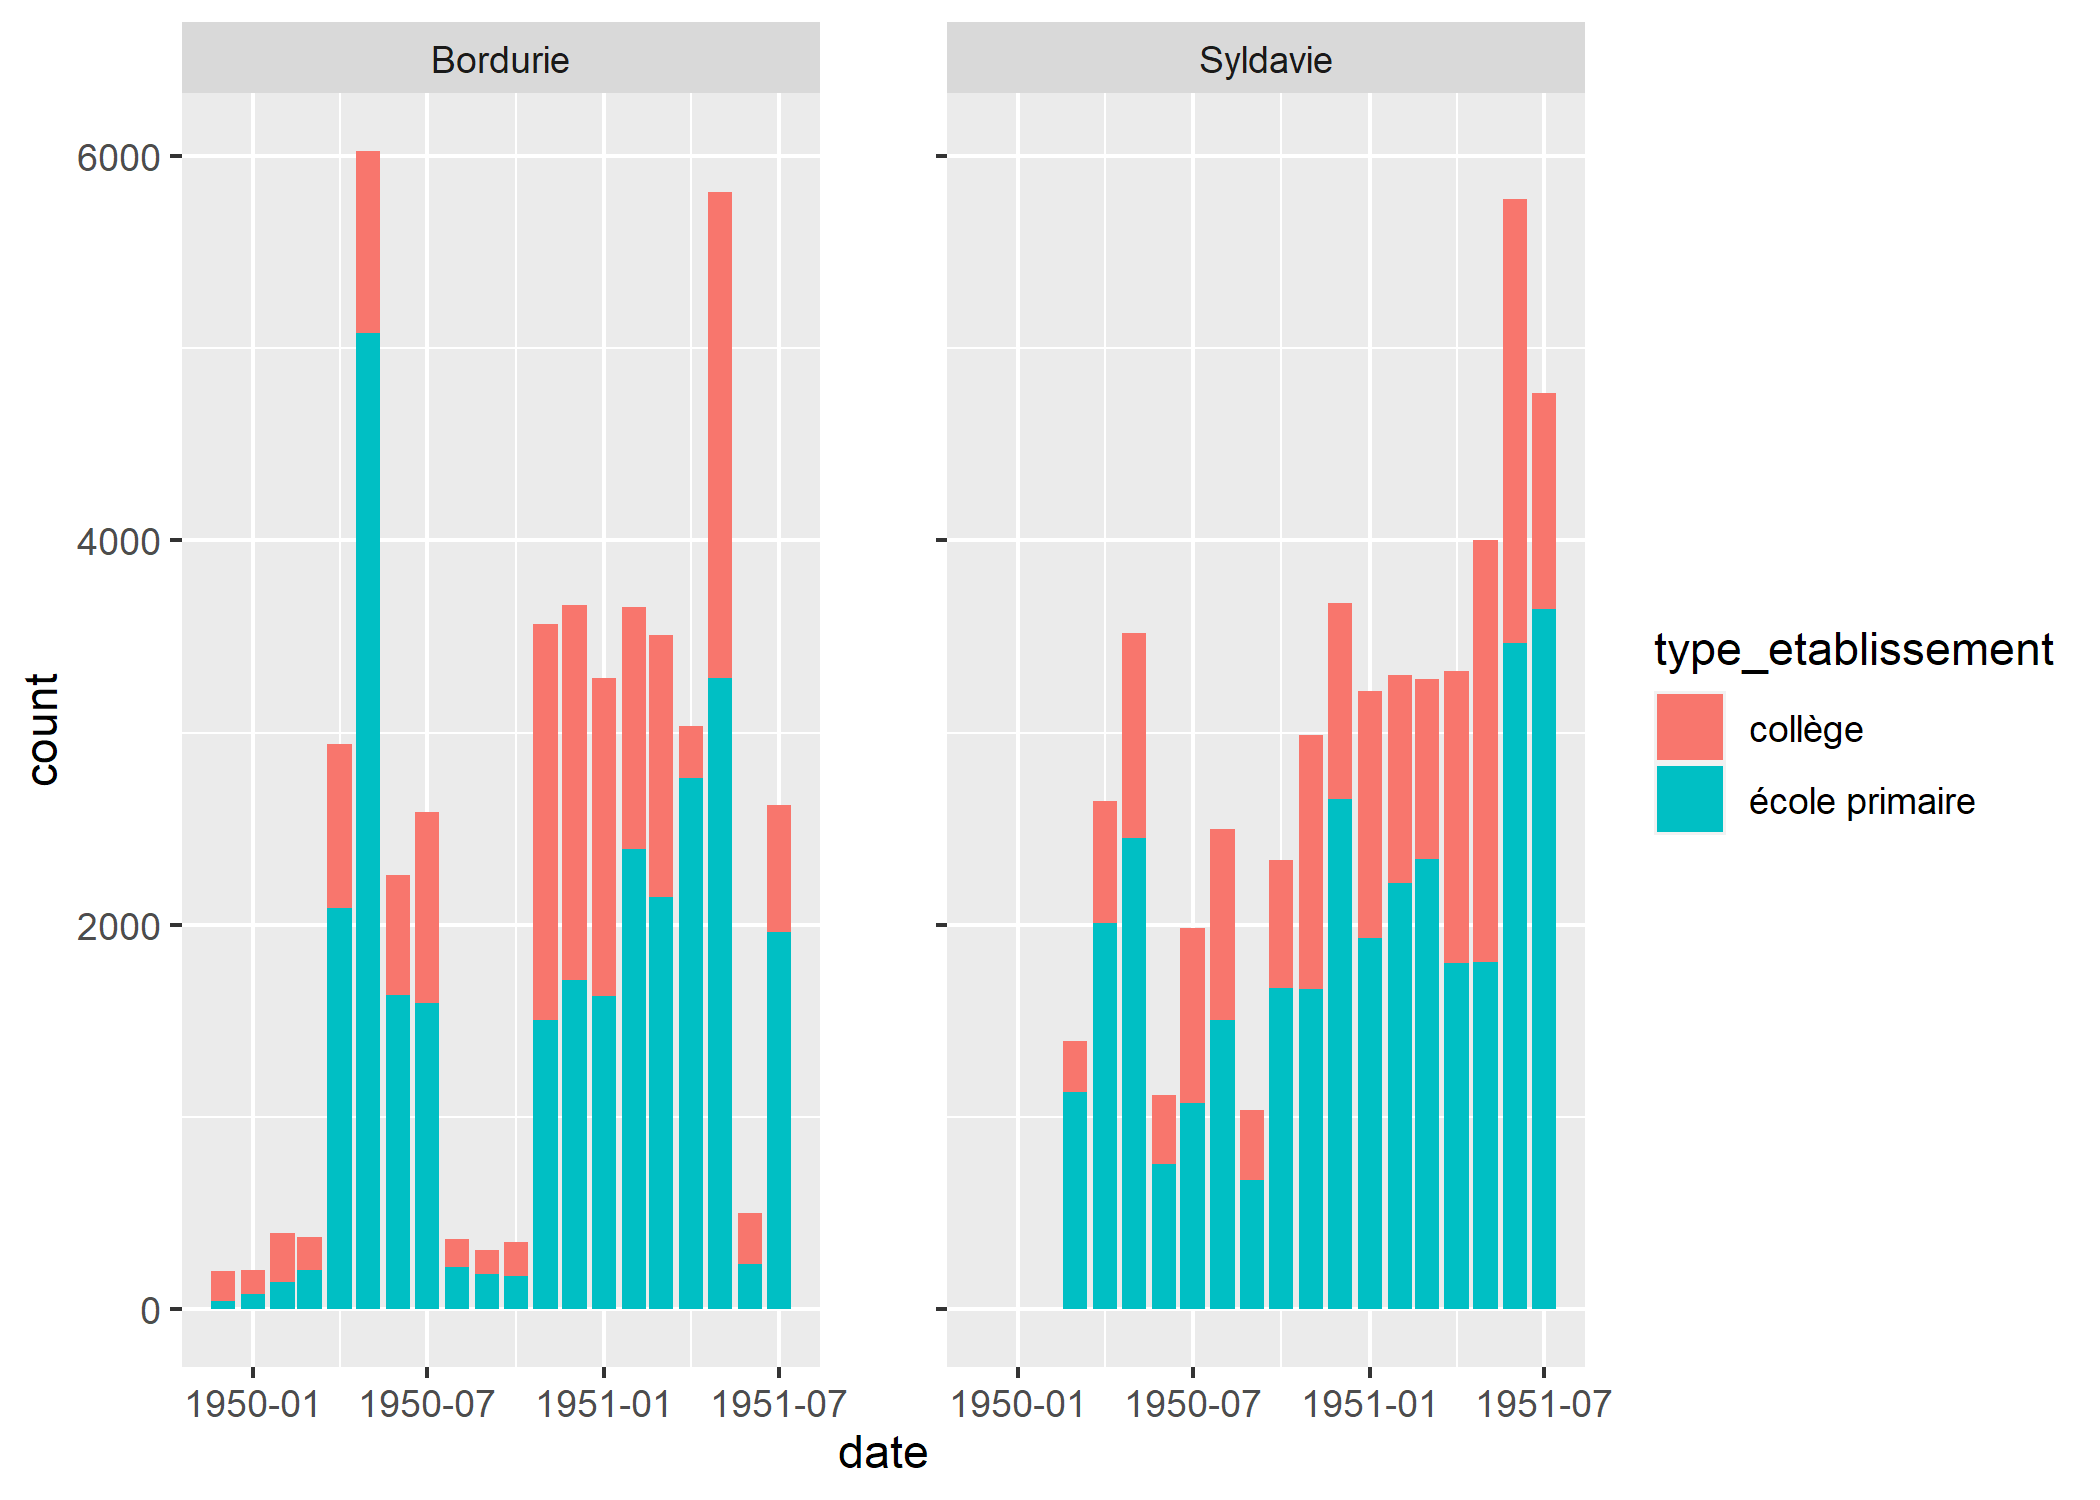 Bordurie
Syldavie
6000
4000
2000
0
count
1950-01 1950-07 1951-01 1951-07
1950-01 1950-07 1951-01 1951-07
date
type_etablissement
collège
école primaire